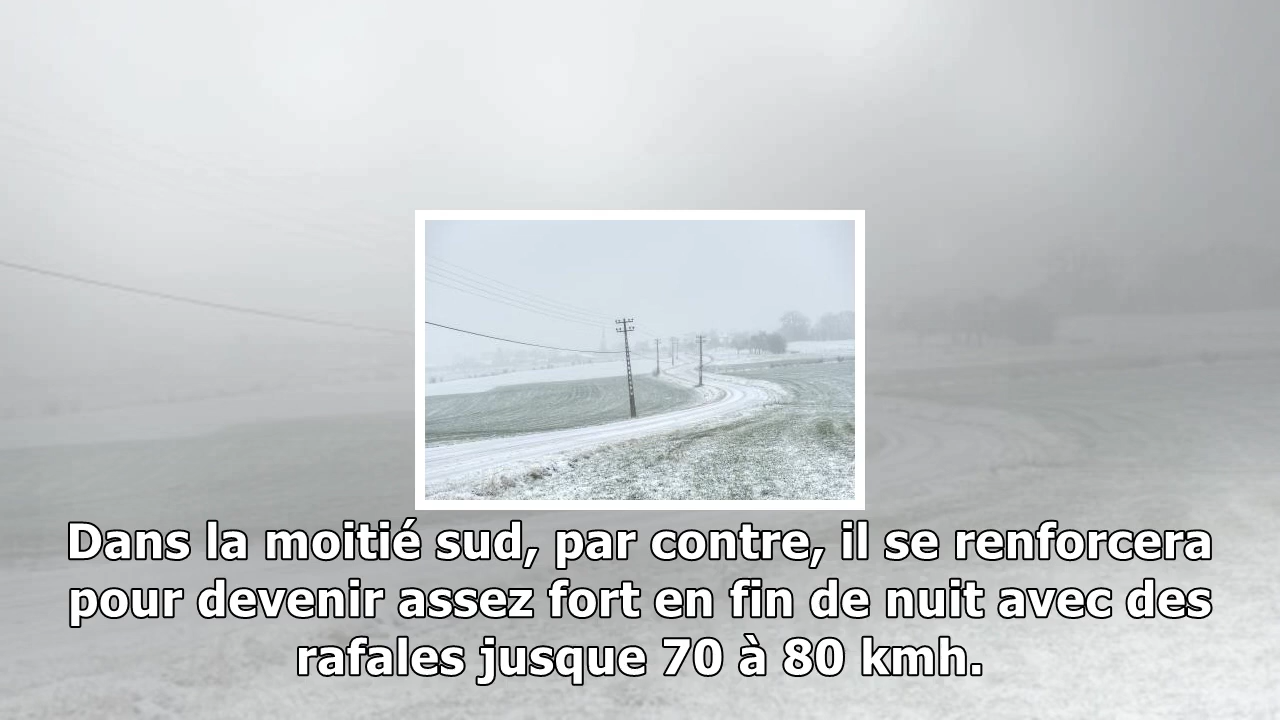 Dans la moitié sud, par contre, il se renforcera
pour devenir assez fort en fin de nuit avec des
rafales jusque 70 à 80 kmh.